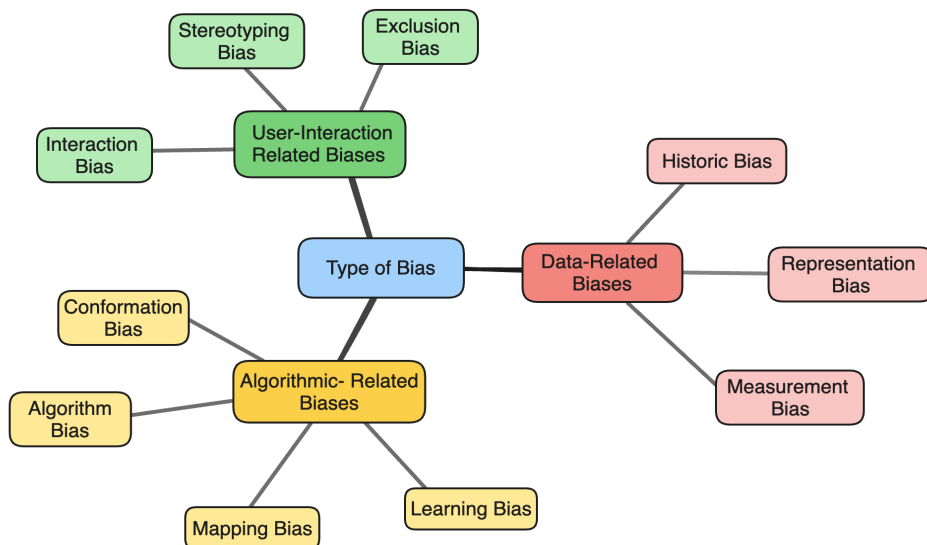 Stereotyping
Bias
Exclusion
Bias
Interaction
Bias
User-Interaction
Related Biases
Historic Bias
Type of Bias
Data-Related
Biases
Representation
Bias
Measurement
Bias
Conformation
Bias
Algorithmic- Related
Biases
Algorithm
Bias
Mapping Bias
Learning Bias